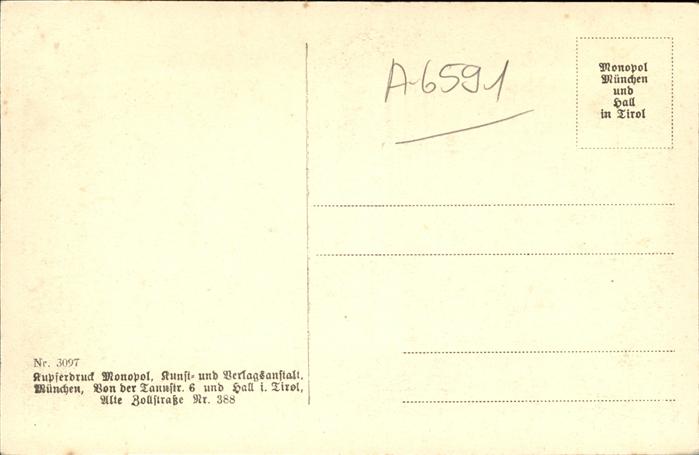 A-6591
Monopol
München
und
Hall
in Tirol
Nr. 3097
Kupferdruck Monopol, Kunst- und Verlagsanstalt,
München, Von der Tannstr. 6 und Hall i. Tirol,
Alte Zollstraße Nr. 388